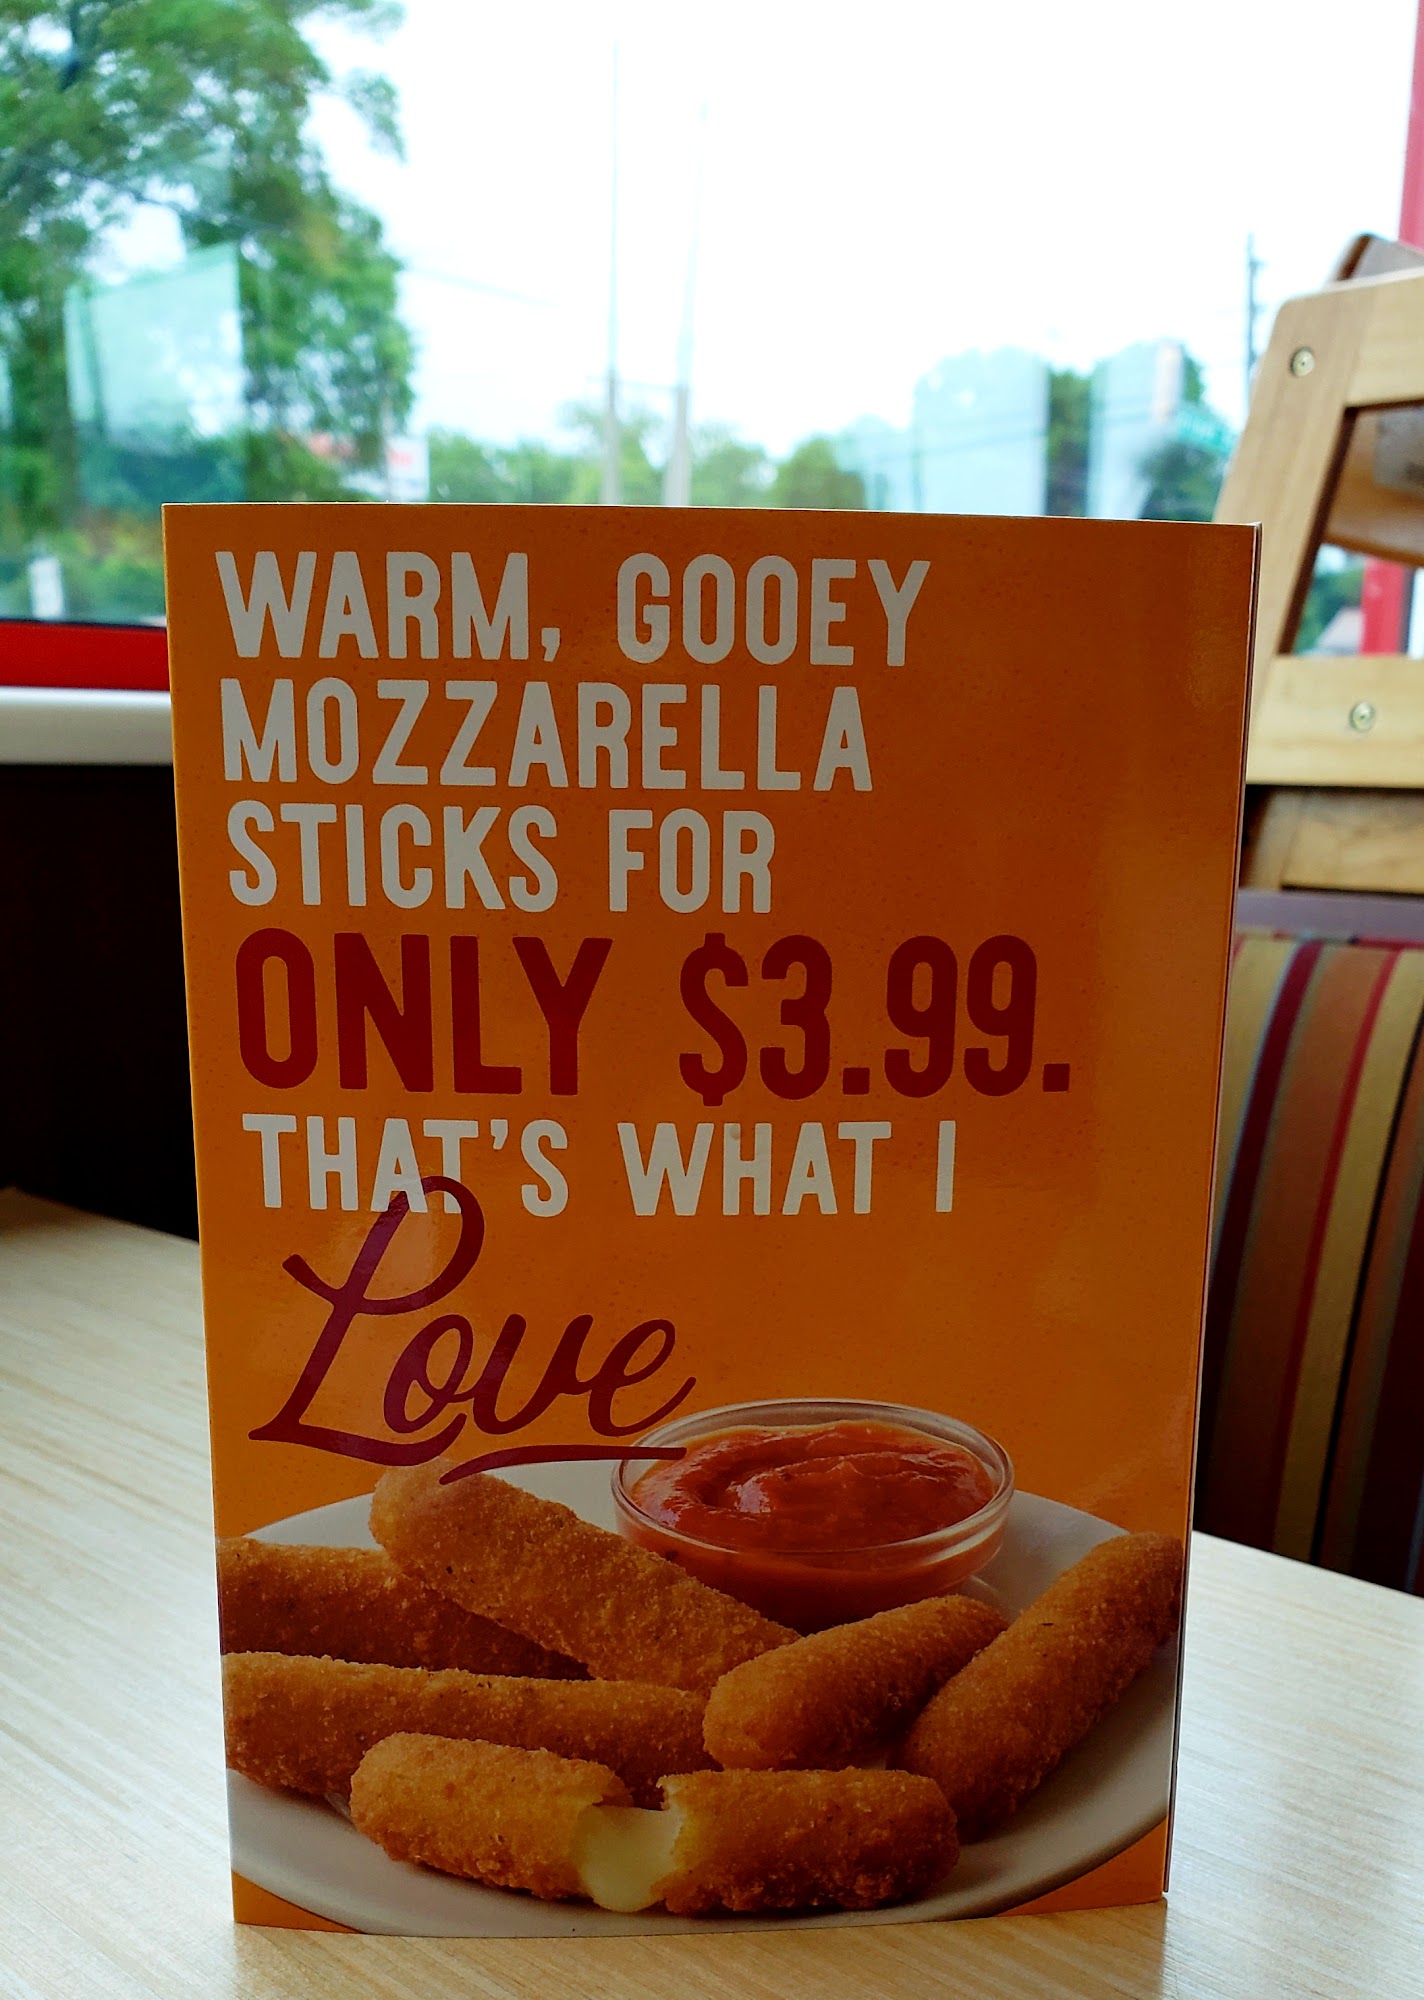 WARM, GOOEY
MOZZARELLA
STICKS FOR
ONLY $3.99.
THAT'S WHAT I
Love